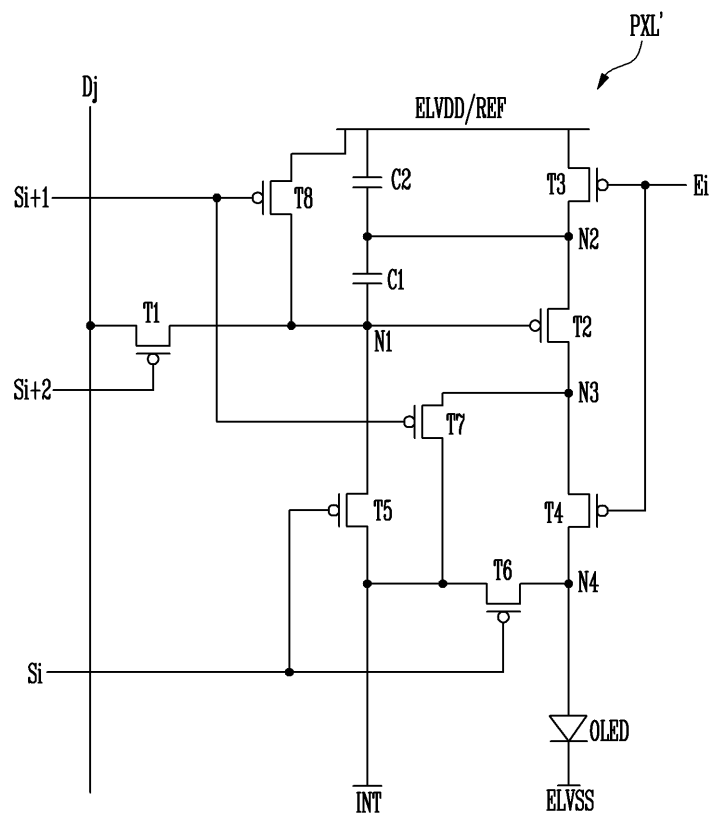 PXL'
Dj
ELVDD/REF
C2
T3
Si+1
T8
Ei
N2
C1
T1
N1
T2
Si+2
N3
T7
T5
T4
T6
N4
Si
OLED
INT
ELVSS